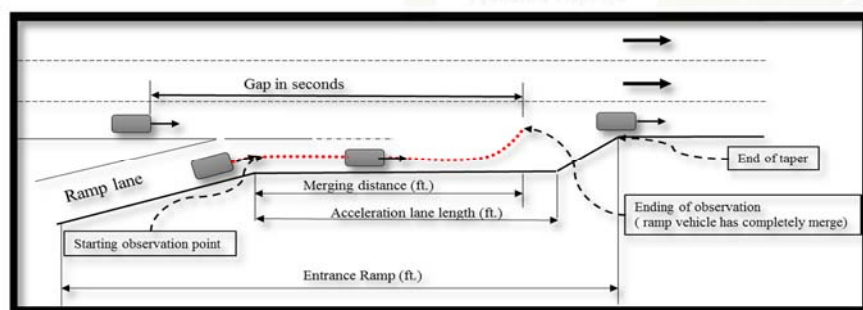 Gap in seconds
Ramp lane
End of taper
Merging distance (ft.)
Acceleration lane length (ft.)
Ending of observation
( ramp vehicle has completely merge)
Starting observation point
Entrance Ramp (ft.)